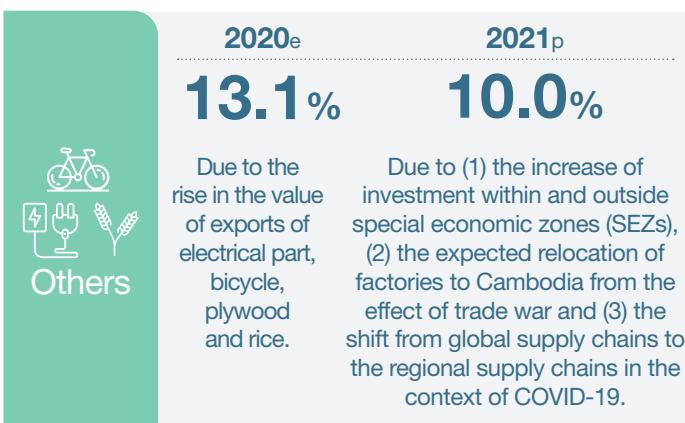 Others
2020e
13.1%
Due to the
rise in the value
of exports of
electrical part,
bicycle,
plywood
and rice.
2021p
10.0%
Due to (1) the increase of
investment within and outside
special economic zones (SEZs),
(2) the expected relocation of
factories to Cambodia from the
effect of trade war and (3) the
shift from global supply chains to
the regional supply chains in the
context of COVID-19.